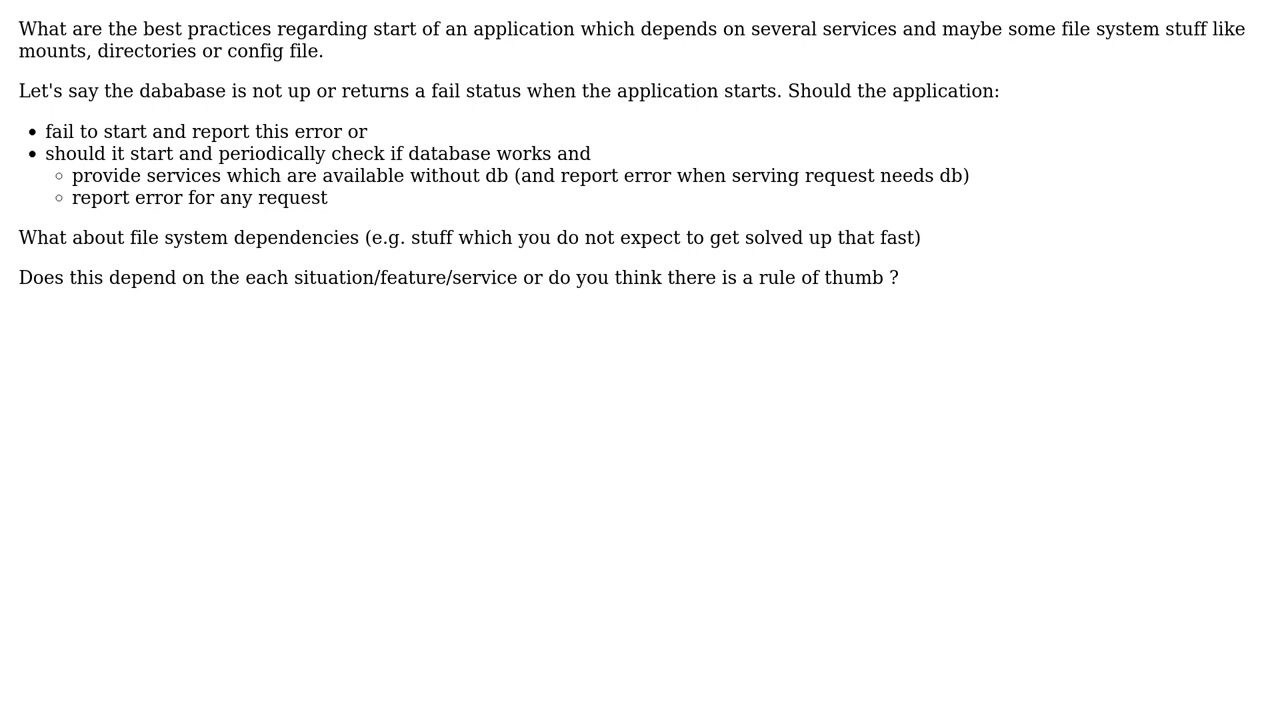 What are the best practices regarding start of an application which depends on several services and maybe some file system stuff like
mounts, directories or config file.
Let's say the dababase is not up or returns a fail status when the application starts. Should the application:
fail to start and report this error or
should it start and periodically check if database works and
provide services which are available without db (and report error when serving request needs db)
report error for any request
What about file system dependencies (e.g. stuff which you do not expect to get solved up that fast)
Does this depend on the each situation/feature/service or do you think there is a rule of thumb ?